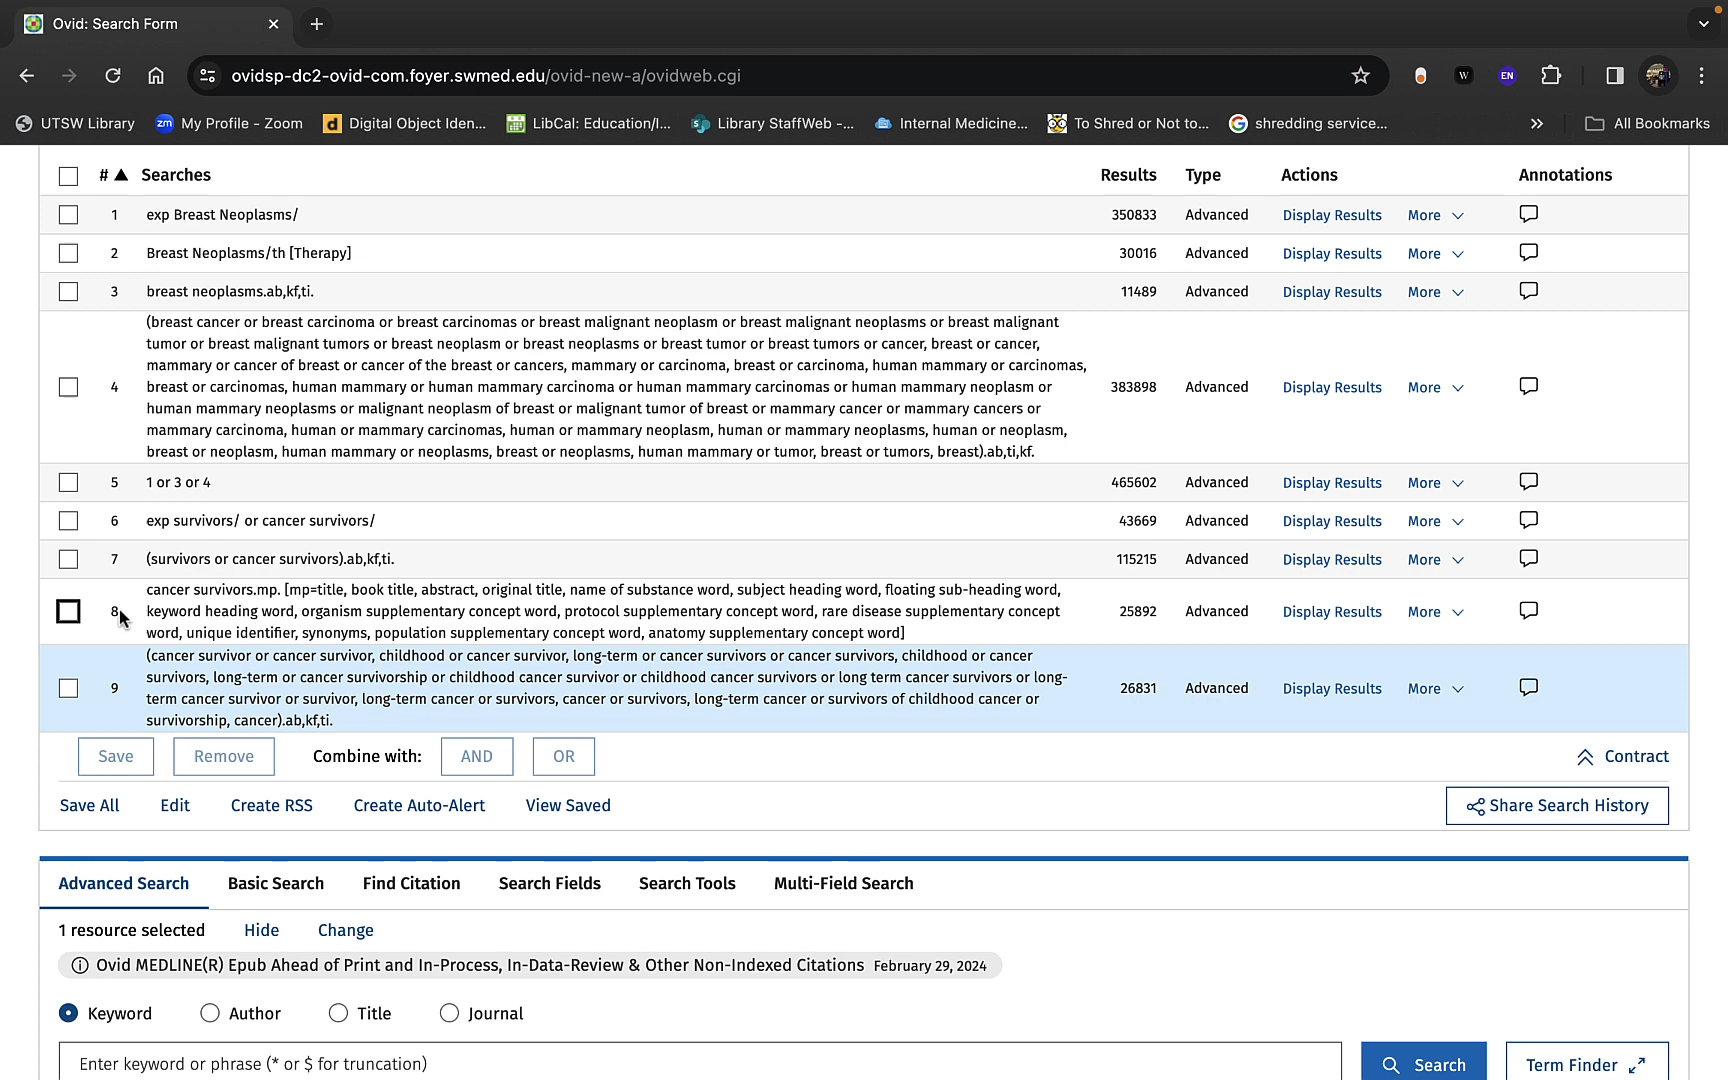 Ovid: Search Form
ovidsp-dc2-ovid-com.foyer.swmed.edu/ovid-new-a/ovidweb.cgi
W
EN
UTSW Library
zm My Profile - Zoom
d Digital Object Iden...
LibCal: Education/I...
S Library StaffWeb -...
Internal Medicine...
To Shred or Not to...
G shredding service...
»
All Bookmarks
# ▲ Searches Results Type Actions Annotations
1 exp Breast Neoplasms/ 350833 Advanced Display Results More
2 Breast Neoplasms/th [Therapy] 30016 Advanced Display Results More
3 breast neoplasms.ab,kf,ti. 11489 Advanced Display Results More
(breast cancer or breast carcinoma or breast carcinomas or breast malignant neoplasm or breast malignant neoplasms or breast malignant
tumor or breast malignant tumors or breast neoplasm or breast neoplasms or breast tumor or breast tumors or cancer, breast or cancer,
mammary or cancer of breast or cancer of the breast or cancers, mammary or carcinoma, breast or carcinoma, human mammary or carcinomas,
4 breast or carcinomas, human mammary or human mammary carcinoma or human mammary carcinomas or human mammary neoplasm or 383898 Advanced Display Results More
human mammary neoplasms or malignant neoplasm of breast or malignant tumor of breast or mammary cancer or mammary cancers or
mammary carcinoma, human or mammary carcinomas, human or mammary neoplasm, human or mammary neoplasms, human or neoplasm,
breast or neoplasm, human mammary or neoplasms, breast or neoplasms, human mammary or tumor, breast or tumors, breast).ab,ti,kf.
5 1 or 3 or 4 465602 Advanced Display Results More
6 exp survivors/ or cancer survivors/ 43669 Advanced Display Results More
7 (survivors or cancer survivors).ab,kf,ti. 115215 Advanced Display Results More
cancer survivors.mp. [mp=title, book title, abstract, original title, name of substance word, subject heading word, floating sub-heading word,
8 keyword heading word, organism supplementary concept word, protocol supplementary concept word, rare disease supplementary concept 25892 Advanced Display Results More
word, unique identifier, synonyms, population supplementary concept word, anatomy supplementary concept word]
(cancer survivor or cancer survivor, childhood or cancer survivor, long-term or cancer survivors or cancer survivors, childhood or cancer
survivors, long-term or cancer survivorship or childhood cancer survivor or childhood cancer survivors or long term cancer survivors or long-
9 term cancer survivor or survivor, long-term cancer or survivors, cancer or survivors, long-term cancer or survivors of childhood cancer or 26831 Advanced Display Results More
survivorship, cancer).ab,kf,ti.
Save Remove Combine with: AND OR Contract
Save All Edit Create RSS Create Auto-Alert View Saved Share Search History
Advanced Search Basic Search Find Citation Search Fields Search Tools Multi-Field Search
1 resource selected Hide Change
Ovid MEDLINE(R) Epub Ahead of Print and In-Process, In-Data-Review & Other Non-Indexed Citations February 29, 2024
Keyword Author Title Journal
Enter keyword or phrase (* or $ for truncation) Search Term Finder